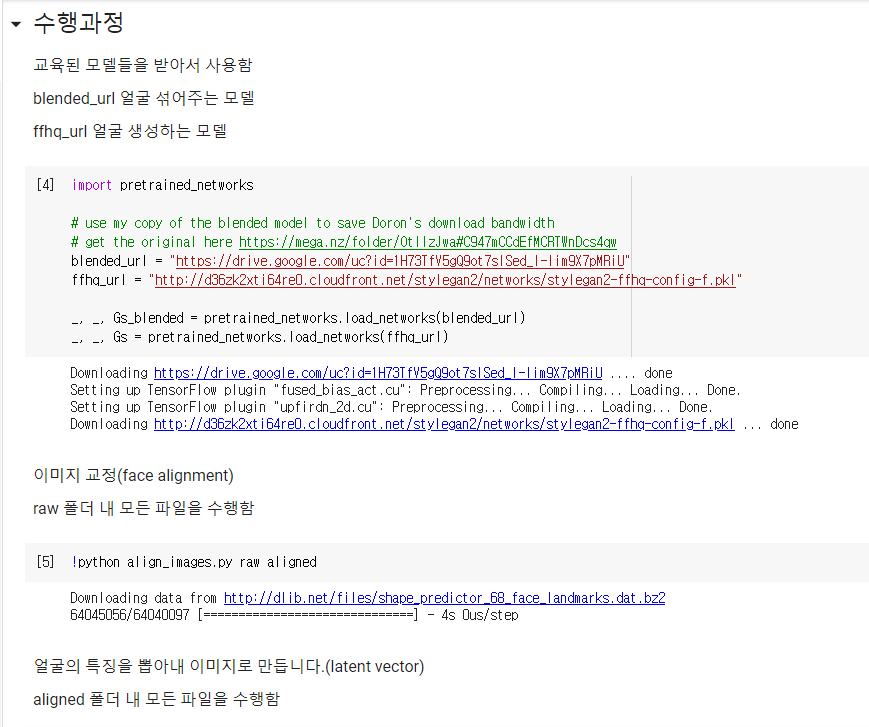 수행과정
교육된 모델들을 받아서 사용함
blended_url 얼굴 섞어주는 모델
ffhq_url 얼굴 생성하는 모델
[4] import pretrained_networks
# use my copy of the blended model to save Doron's download bandwidth
# get the original here https://mega.nz/folder/OtllzJwa#C947mCCdEfMCRTWnDcs4qw
blended_url = "https://drive.google.com/uc?id=1H73TfV5gQ9ot7slSed_l-lim9X7pMRiU"
ffhq_url = "http://d36zk2xti64re0.cloudfront.net/stylegan2/networks/stylegan2-ffhq-config-f.pkl"
_, _, Gs_blended = pretrained_networks.load_networks(blended_url)
_, _, Gs = pretrained_networks.load_networks(ffhq_url)
Downloading https://drive.google.com/uc?id=1H73TfV5gQ9ot7slSed_l-lim9X7pMRiU .... done
Setting up TensorFlow plugin "fused_bias_act.cu": Preprocessing... Compiling... Loading... Done.
Setting up TensorFlow plugin "upfirdn_2d.cu": Preprocessing... Compiling... Loading... Done.
Downloading http://d36zk2xti64re0.cloudfront.net/stylegan2/networks/stylegan2-ffhq-config-f.pkl ... done
이미지 교정(face alignment)
raw 폴더 내 모든 파일을 수행함
[5] !python align_images.py raw aligned
Downloading data from http://dlib.net/files/shape_predictor_68_face_landmarks.dat.bz2
64045056/64040097 [==============================] - 4s 0us/step
얼굴의 특징을 뽑아내 이미지로 만듭니다.(latent vector)
aligned 폴더 내 모든 파일을 수행함